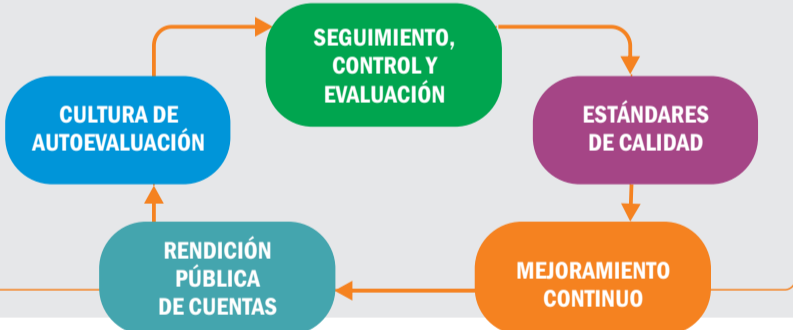 SEGUIMIENTO,
CONTROL Y
EVALUACIÓN
CULTURA DE
AUTOEVALUACIÓN
ESTÁNDARES
DE CALIDAD
RENDICIÓN
PÚBLICA
DE CUENTAS
MEJORAMIENTO
CONTINUO